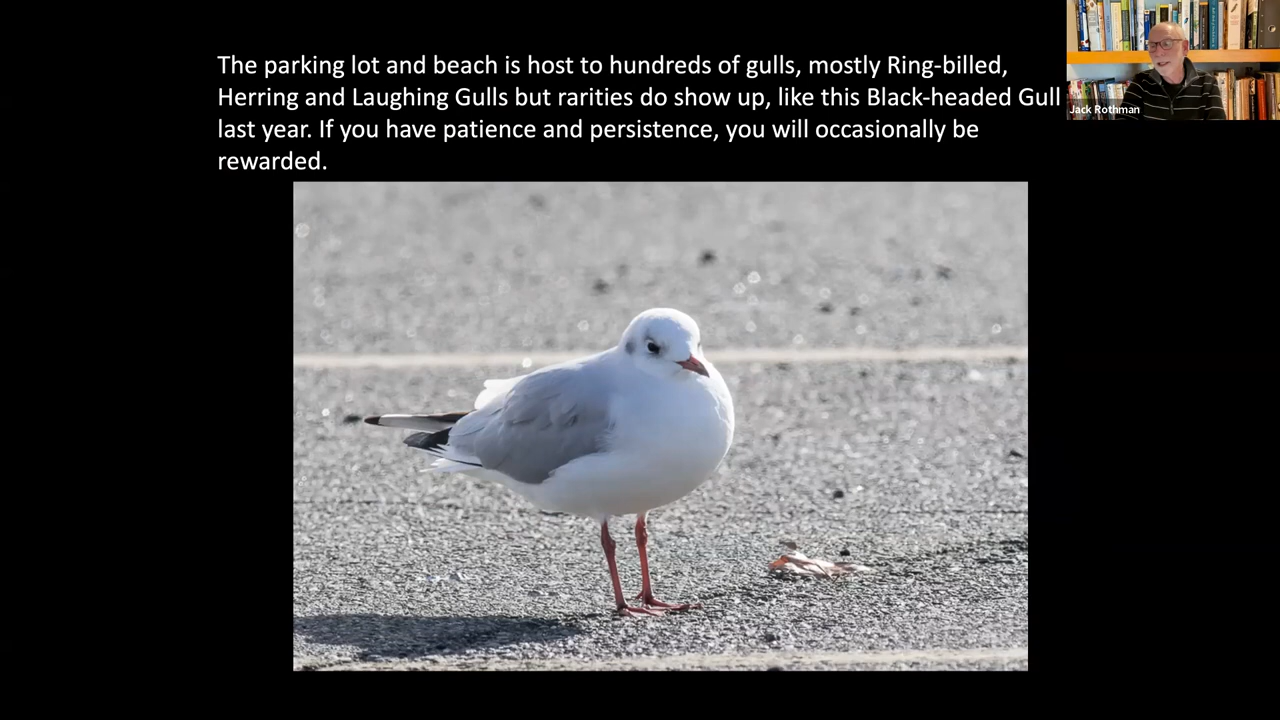 The parking lot and beach is host to hundreds of gulls, mostly Ring-billed,
Herring and Laughing Gulls but rarities do show up, like this Black-headed Gull
last year. If you have patience and persistence, you will occasionally be
rewarded.
Jack Rothman